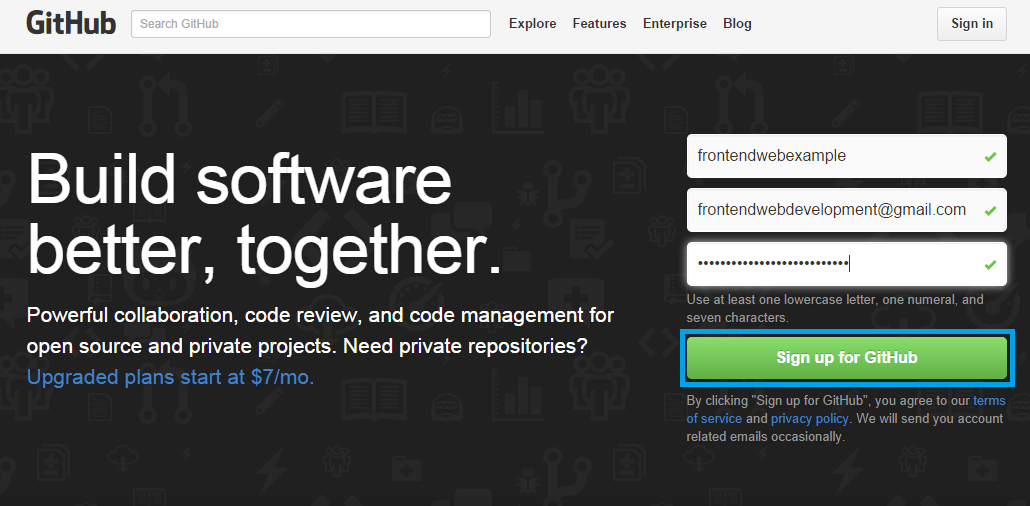 GitHub
Search GitHub
Explore
Features
Enterprise
Blog
Sign in
Build software
better, together.
Powerful collaboration, code review, and code management for
open source and private projects. Need private repositories?
Upgraded plans start at $7/mo.
frontendwebexample
frontendwebdevelopment@gmail.com
••••••••••••••••••••••••••
Use at least one lowercase letter, one numeral, and
seven characters.
Sign up for GitHub
By clicking "Sign up for GitHub", you agree to our terms
of service and privacy policy. We will send you account
related emails occasionally.